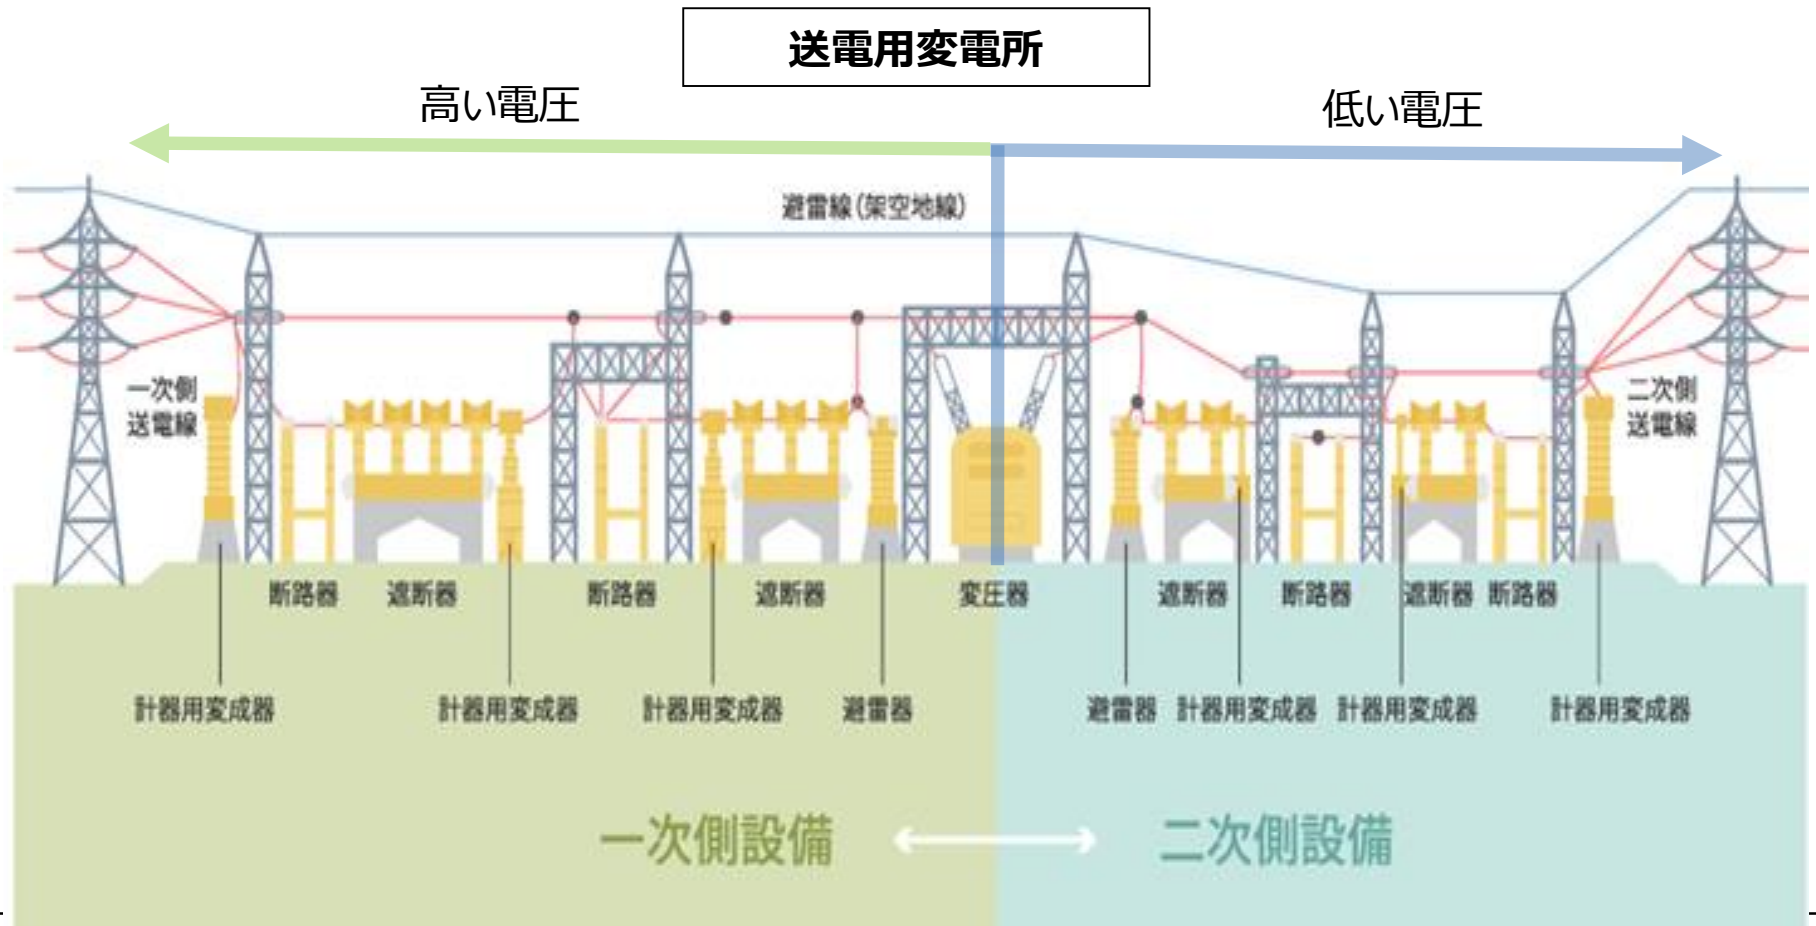 送電用変電所
高い電圧
低い電圧
避雷線(架空地線)
一次側
送電線
二次側
送電線
断路器
遮断器
断路器
遮断器
変圧器
遮断器
断路器
遮断器
断路器
計器用変成器
計器用変成器
計器用変成器
避雷器
避雷器
計器用変成器
計器用変成器
計器用変成器
一次側設備
二次側設備